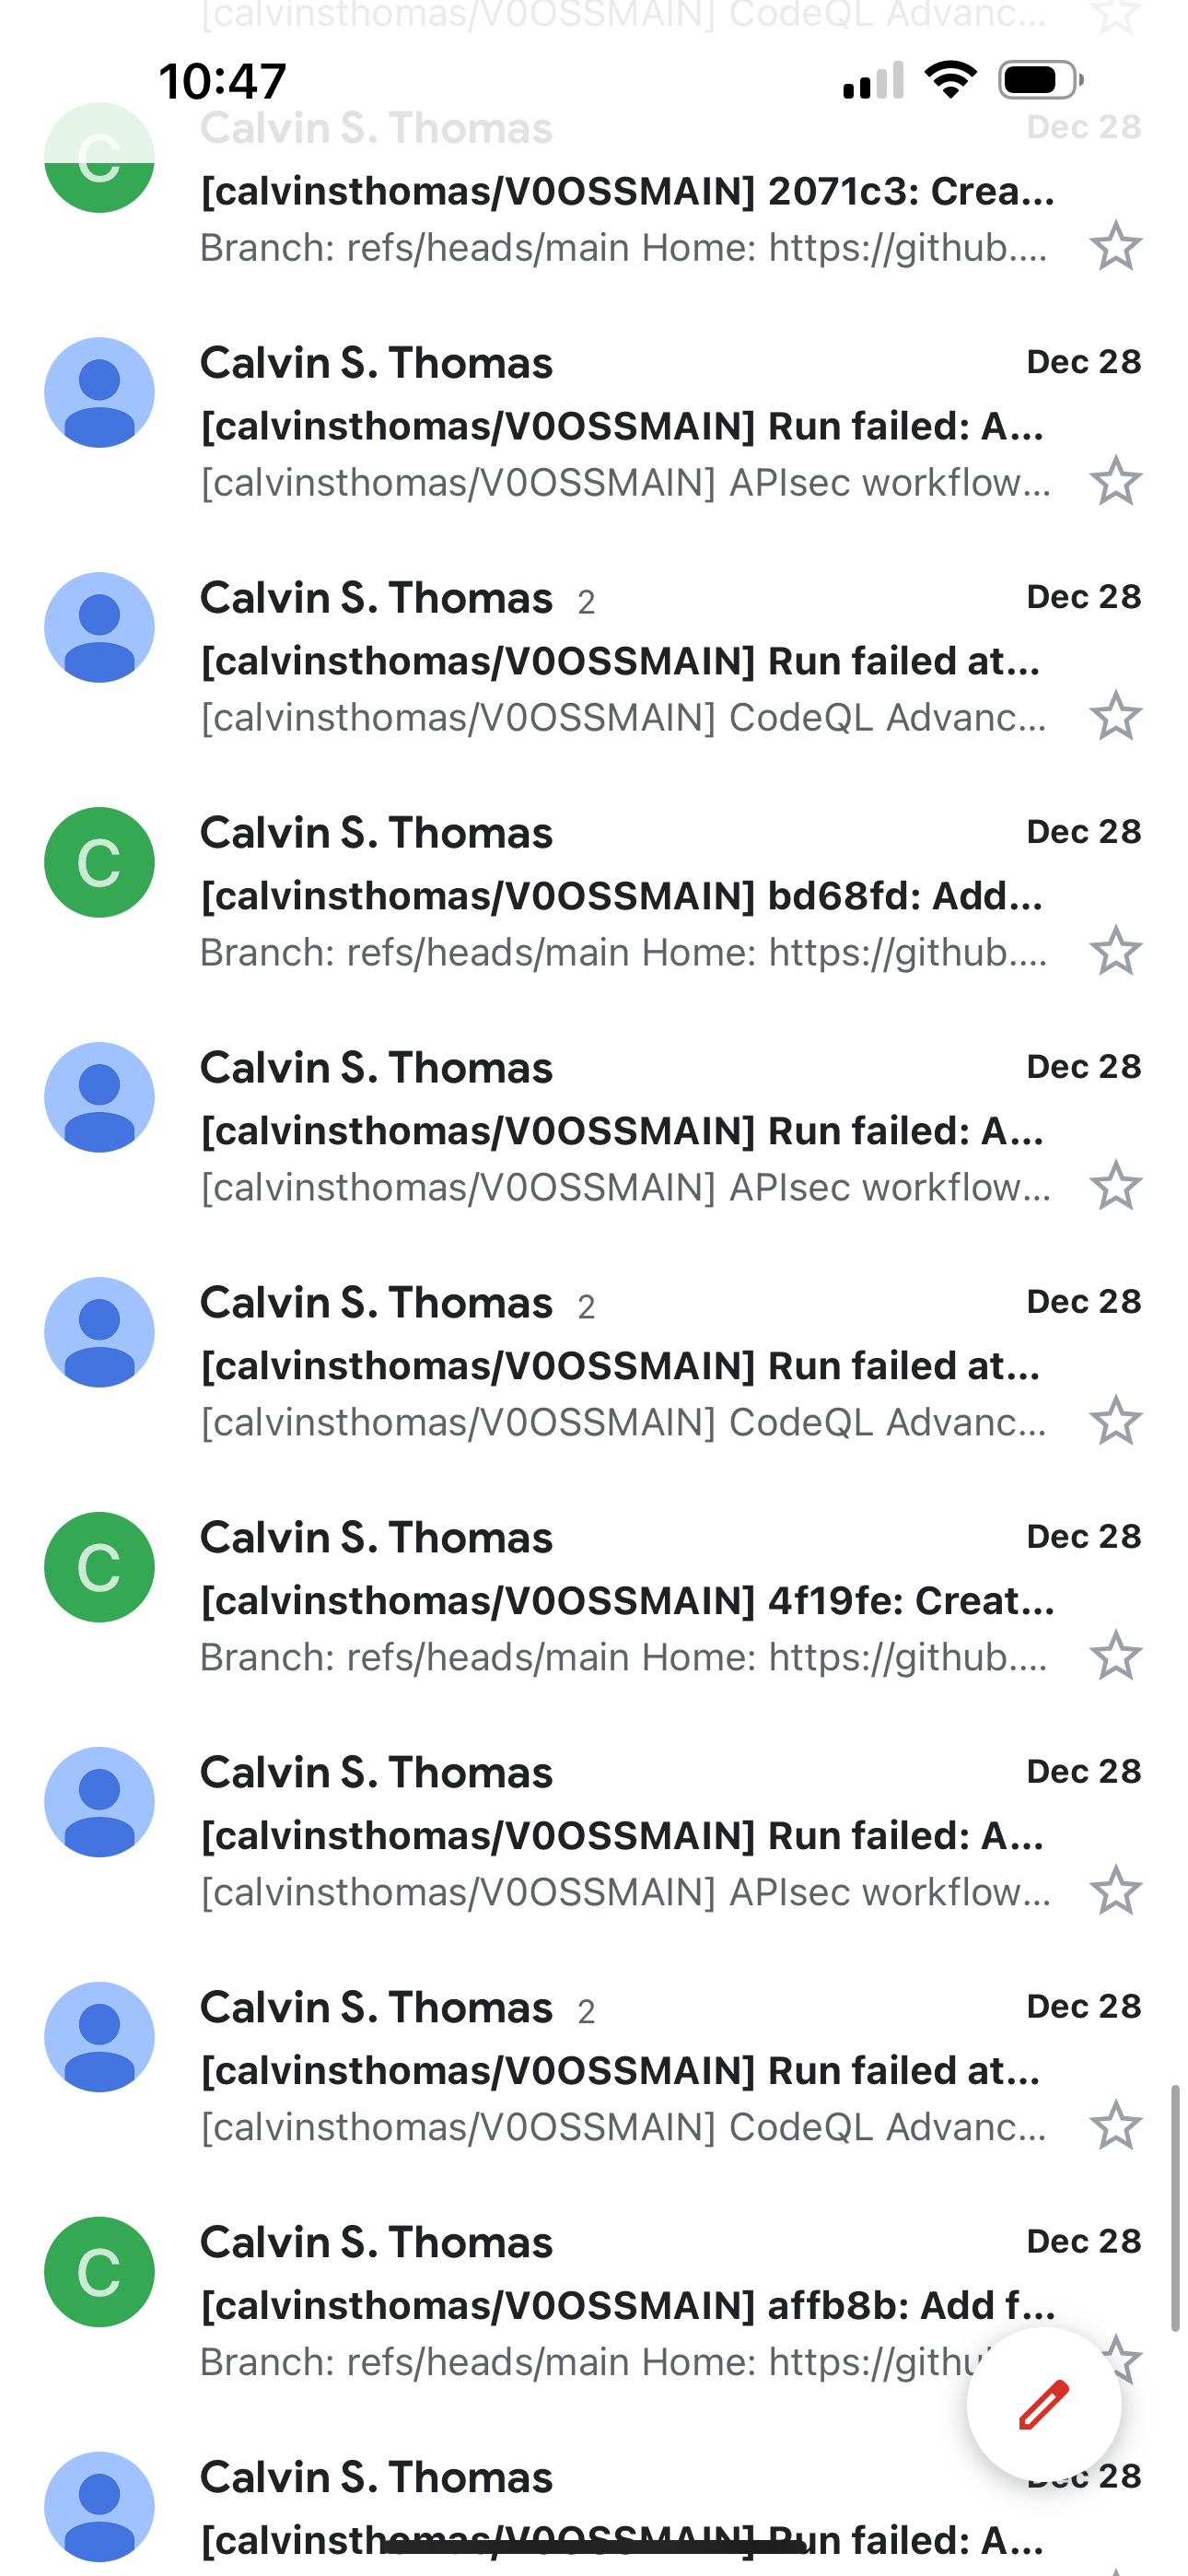 [calvinsthomas/V0OSSMAIN] CodeQL Advanc...
10:47
C
Calvin S. Thomas
Dec 28
[calvinsthomas/V0OSSMAIN] 2071c3: Crea...
Branch: refs/heads/main Home: https://github....
Calvin S. Thomas
Dec 28
[calvinsthomas/V0OSSMAIN] Run failed: A...
[calvinsthomas/V0OSSMAIN] APIsec workflow...
Calvin S. Thomas 2
Dec 28
[calvinsthomas/V0OSSMAIN] Run failed at...
[calvinsthomas/V0OSSMAIN] CodeQL Advanc...
C
Calvin S. Thomas
Dec 28
[calvinsthomas/V0OSSMAIN] bd68fd: Add...
Branch: refs/heads/main Home: https://github....
Calvin S. Thomas
Dec 28
[calvinsthomas/V0OSSMAIN] Run failed: A...
[calvinsthomas/V0OSSMAIN] APIsec workflow...
Calvin S. Thomas 2
Dec 28
[calvinsthomas/V0OSSMAIN] Run failed at...
[calvinsthomas/V0OSSMAIN] CodeQL Advanc...
C
Calvin S. Thomas
Dec 28
[calvinsthomas/V0OSSMAIN] 4f19fe: Creat...
Branch: refs/heads/main Home: https://github....
Calvin S. Thomas
Dec 28
[calvinsthomas/V0OSSMAIN] Run failed: A...
[calvinsthomas/V0OSSMAIN] APIsec workflow...
Calvin S. Thomas 2
Dec 28
[calvinsthomas/V0OSSMAIN] Run failed at...
[calvinsthomas/V0OSSMAIN] CodeQL Advanc...
C
Calvin S. Thomas
Dec 28
[calvinsthomas/V0OSSMAIN] affb8b: Add f...
Branch: refs/heads/main Home: https://githu
Calvin S. Thomas
Dec 28
[calvinsthomas/V0OSSMAIN] Run failed: A...